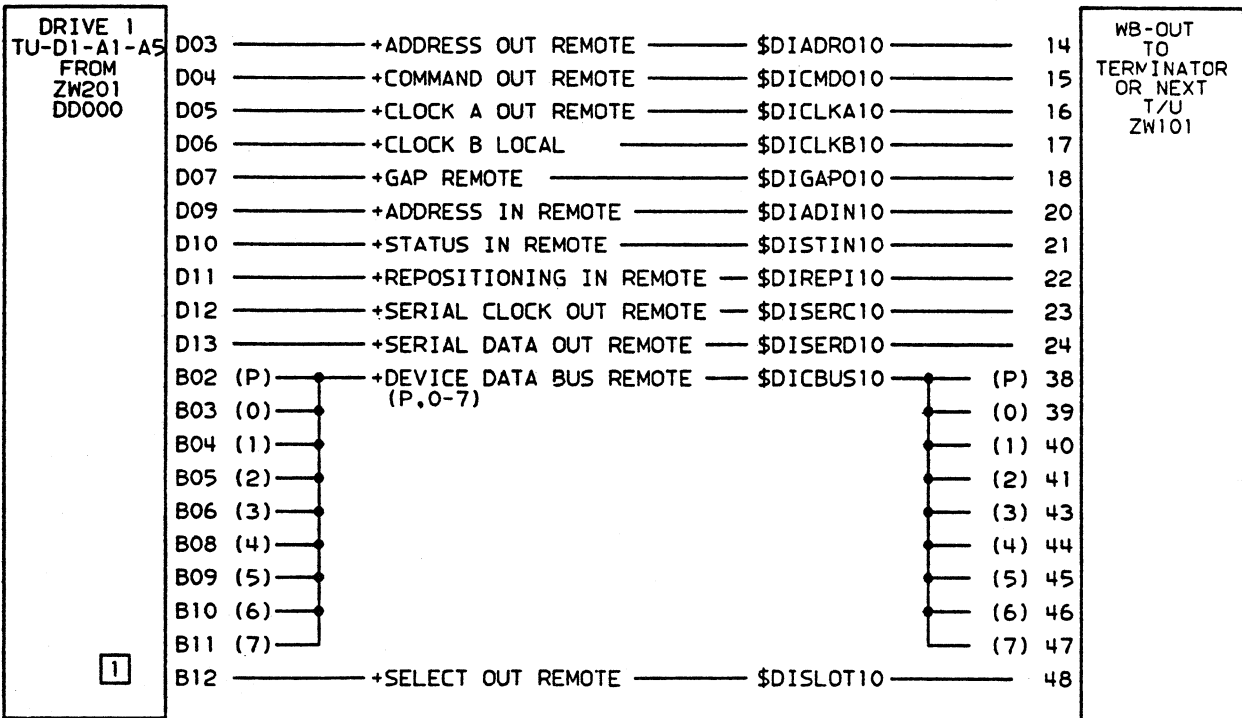 DRIVE 1
TU-D1-A1-A5
FROM
ZW201
DD000
D03 +ADDRESS OUT REMOTE $DIADRO10 14
D04 +COMMAND OUT REMOTE $DICMDO10 15
D05 +CLOCK A OUT REMOTE $DICLKA10 16
D06 +CLOCK B LOCAL $DICLKB10 17
D07 +GAP REMOTE $DIGAPO10 18
D09 +ADDRESS IN REMOTE $DIADIN10 20
D10 +STATUS IN REMOTE $DISTIN10 21
D11 +REPOSITIONING IN REMOTE $DIREPI10 22
D12 +SERIAL CLOCK OUT REMOTE $DISERC10 23
D13 +SERIAL DATA OUT REMOTE $DISERD10 24
B02 (P) +DEVICE DATA BUS REMOTE $DICBUS10 (P) 38
(P,0-7)
B03 (0) (0) 39
B04 (1) (1) 40
B05 (2) (2) 41
B06 (3) (3) 43
B08 (4) (4) 44
B09 (5) (5) 45
B10 (6) (6) 46
B11 (7) (7) 47
1
B12 +SELECT OUT REMOTE $DISLOT10 48
WB-OUT
TO
TERMINATOR
OR NEXT
T/U
ZW101